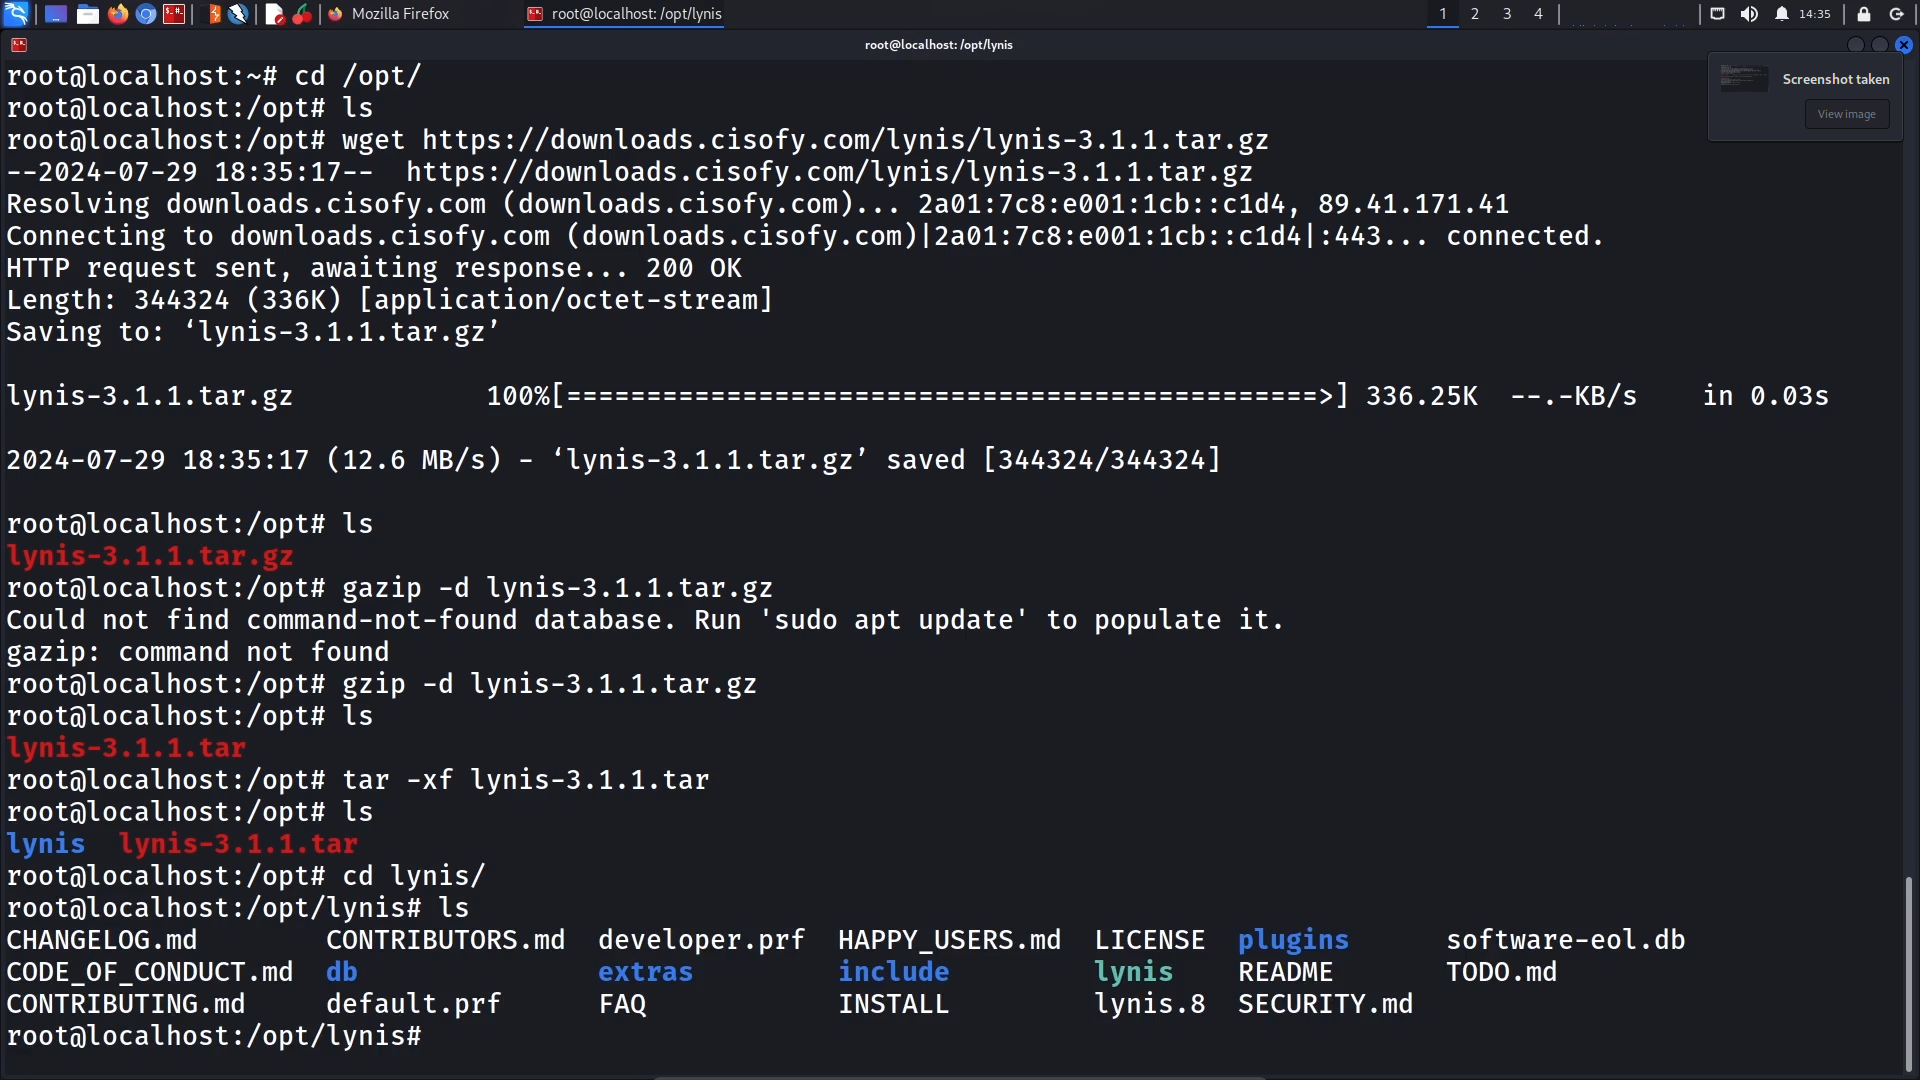 Mozilla Firefox
root@localhost: /opt/lynis
1 2 3 4
14:35
root@localhost: /opt/lynis
Screenshot taken
View image
root@localhost:~# cd /opt/
root@localhost:/opt# ls
root@localhost:/opt# wget https://downloads.cisofy.com/lynis/lynis-3.1.1.tar.gz
--2024-07-29 18:35:17--  https://downloads.cisofy.com/lynis/lynis-3.1.1.tar.gz
Resolving downloads.cisofy.com (downloads.cisofy.com)... 2a01:7c8:e001:1cb::c1d4, 89.41.171.41
Connecting to downloads.cisofy.com (downloads.cisofy.com)|2a01:7c8:e001:1cb::c1d4|:443... connected.
HTTP request sent, awaiting response... 200 OK
Length: 344324 (336K) [application/octet-stream]
Saving to: ‘lynis-3.1.1.tar.gz’
lynis-3.1.1.tar.gz            100%[===============================================>] 336.25K  --.-KB/s    in 0.03s
2024-07-29 18:35:17 (12.6 MB/s) - ‘lynis-3.1.1.tar.gz’ saved [344324/344324]
root@localhost:/opt# ls
lynis-3.1.1.tar.gz
root@localhost:/opt# gazip -d lynis-3.1.1.tar.gz
Could not find command-not-found database. Run 'sudo apt update' to populate it.
gazip: command not found
root@localhost:/opt# gzip -d lynis-3.1.1.tar.gz
root@localhost:/opt# ls
lynis-3.1.1.tar
root@localhost:/opt# tar -xf lynis-3.1.1.tar
root@localhost:/opt# ls
lynis  lynis-3.1.1.tar
root@localhost:/opt# cd lynis/
root@localhost:/opt/lynis# ls
CHANGELOG.md        CONTRIBUTORS.md  developer.prf  HAPPY_USERS.md  LICENSE  plugins      software-eol.db
CODE_OF_CONDUCT.md  db               extras         include         lynis    README       TODO.md
CONTRIBUTING.md     default.prf      FAQ            INSTALL         lynis.8  SECURITY.md
root@localhost:/opt/lynis#